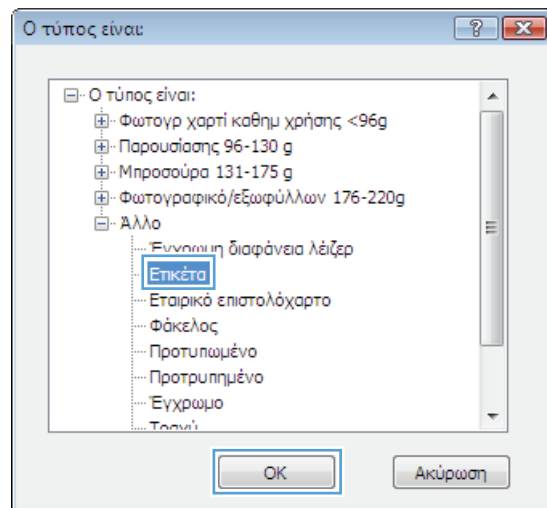 Ο τύπος είναι:
Ο τύπος είναι:
Φωτογρ χαρτί καθημ χρήσης <96g
Παρουσίασης 96-130 g
Μπροσούρα 131-175 g
Φωτογραφικό/εξωφύλλων 176-220g
Άλλο
Έγχρωμη διαφάνεια λέιζερ
Ετικέτα
Εταιρικό επιστολόχαρτο
Φάκελος
Προτυπωμένο
Προτρυπημένο
Έγχρωμο
Τραχύ
OK Ακύρωση